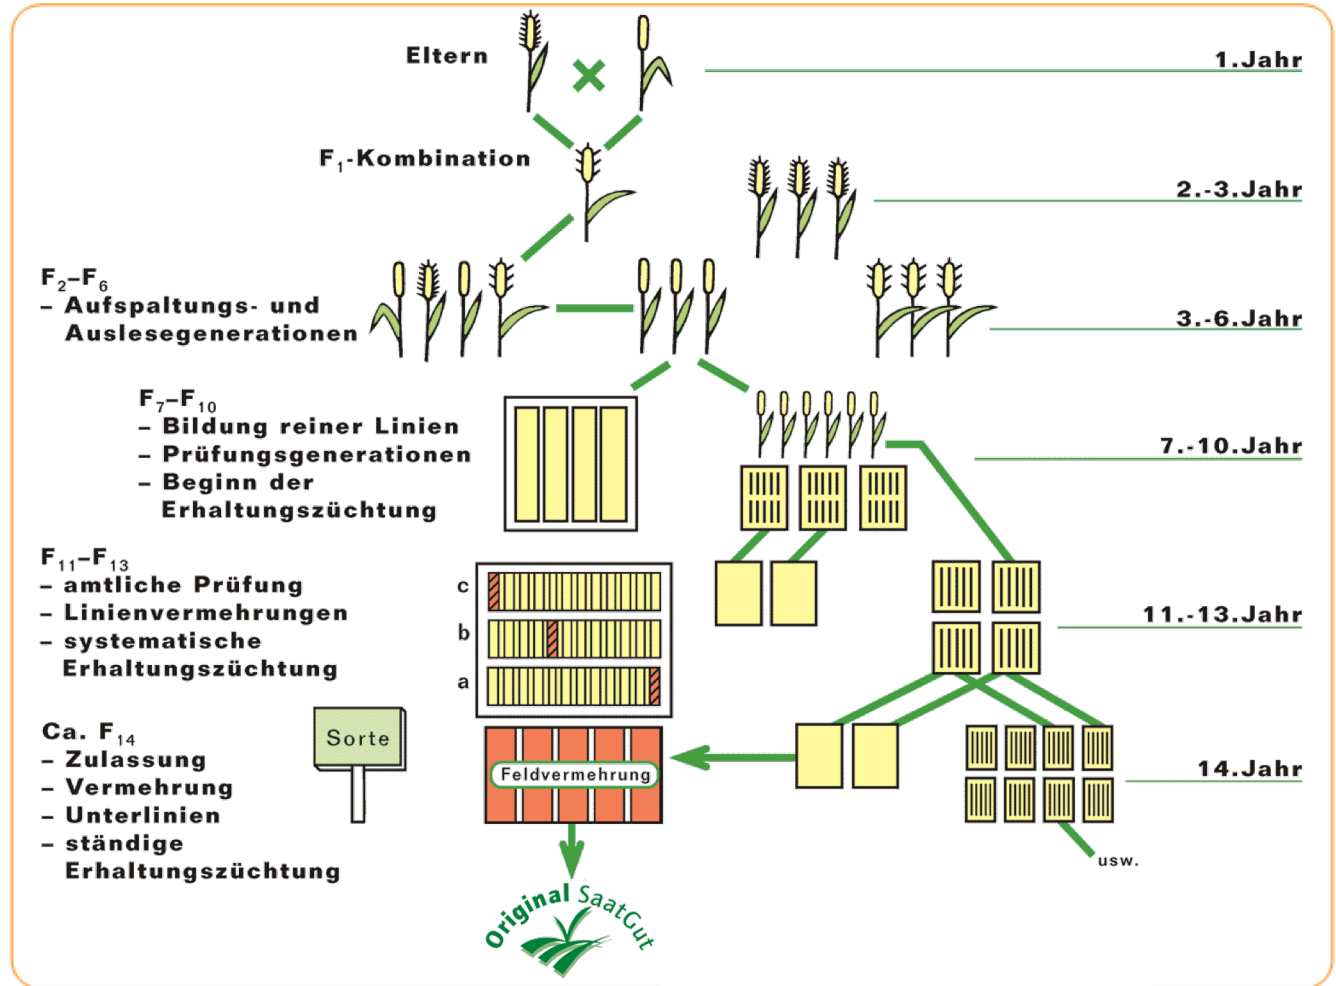 Eltern
1.Jahr
F1-Kombination
2.-3.Jahr
F2–F6
– Aufspaltungs- und
Auslesegenerationen
3.-6.Jahr
F7–F10
– Bildung reiner Linien
– Prüfungsgenerationen
– Beginn der
Erhaltungszüchtung
7.-10.Jahr
F11–F13
– amtliche Prüfung
– Linienvermehrungen
– systematische
Erhaltungszüchtung
c
b
a
11.-13.Jahr
Ca. F14
– Zulassung
– Vermehrung
– Unterlinien
– ständige
Erhaltungszüchtung
Sorte
Feldvermehrung
14.Jahr
usw.
Original SaatGut